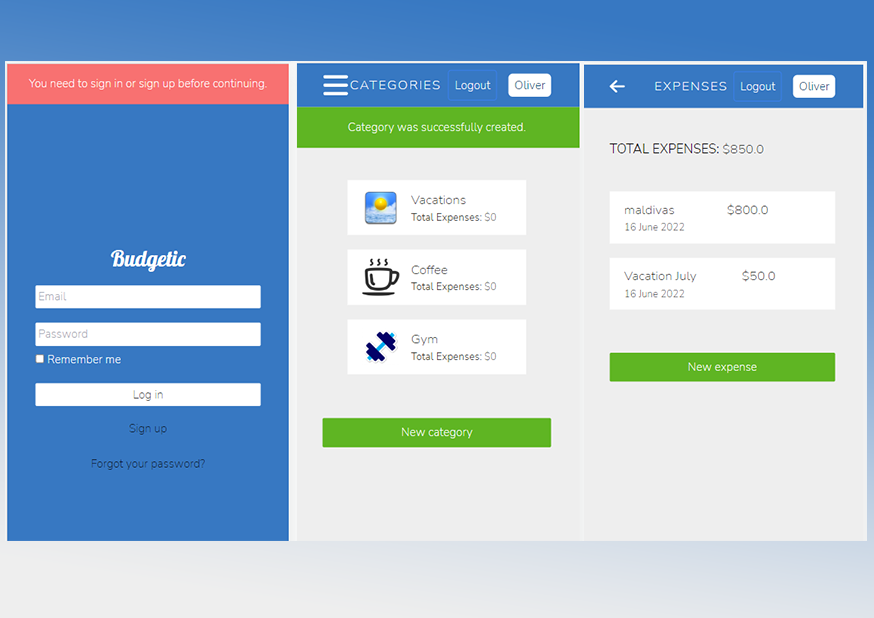 You need to sign in or sign up before continuing.
Budgetic
Email
Password
Remember me
Log in
Sign up
Forgot your password?
CATEGORIES
Logout
Oliver
Category was successfully created.
Vacations
Total Expenses: $0
Coffee
Total Expenses: $0
Gym
Total Expenses: $0
New category
EXPENSES
Logout
Oliver
TOTAL EXPENSES: $850.0
maldivas $800.0
16 June 2022
Vacation July $50.0
16 June 2022
New expense